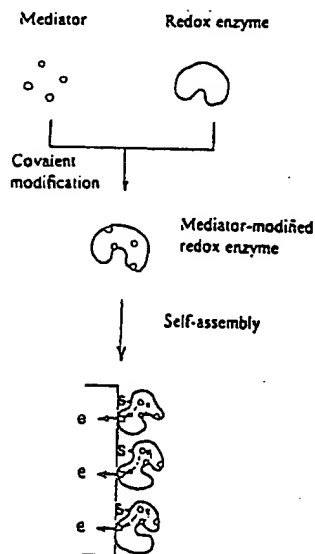 Mediator
Redox enzyme
Covalent
modification
Mediator-modified
redox enzyme
Self-assembly
S
e
S
e
S
e